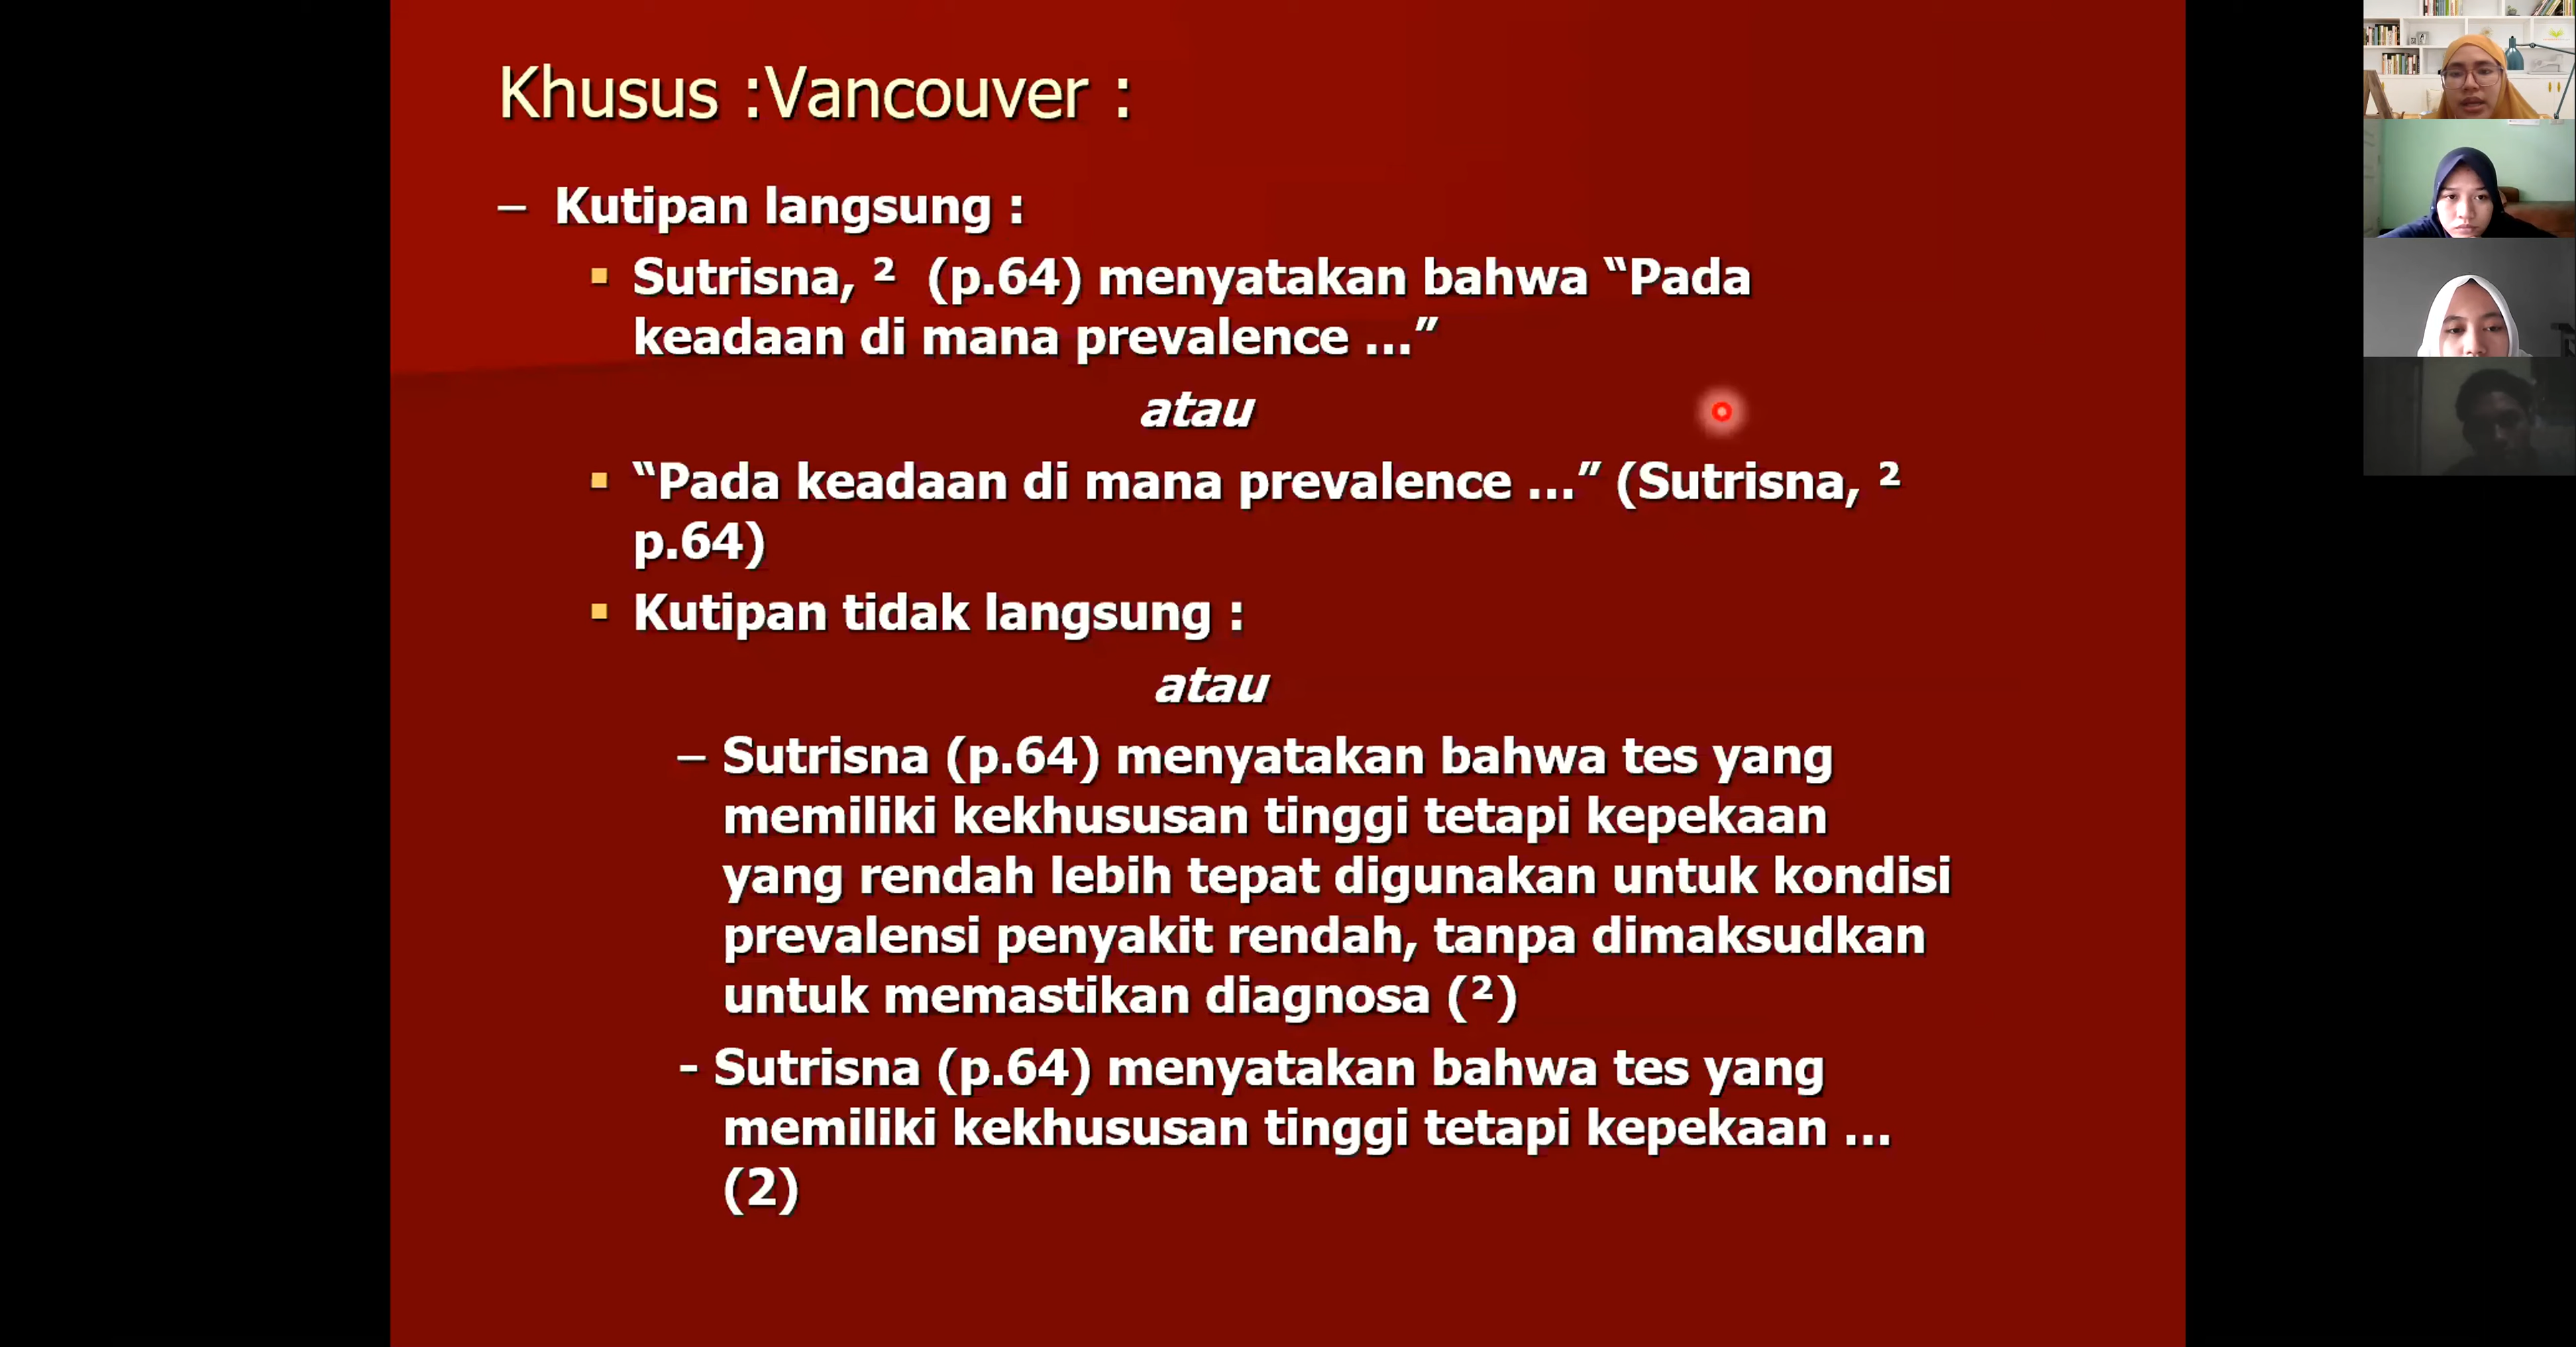 Khusus :Vancouver :
– Kutipan langsung :
▪ Sutrisna, ² (p.64) menyatakan bahwa “Pada
keadaan di mana prevalence ...”
atau
▪ “Pada keadaan di mana prevalence ...” (Sutrisna, ²
p.64)
▪ Kutipan tidak langsung :
atau
– Sutrisna (p.64) menyatakan bahwa tes yang
memiliki kekhususan tinggi tetapi kepekaan
yang rendah lebih tepat digunakan untuk kondisi
prevalensi penyakit rendah, tanpa dimaksudkan
untuk memastikan diagnosa (²)
- Sutrisna (p.64) menyatakan bahwa tes yang
memiliki kekhususan tinggi tetapi kepekaan ...
(2)